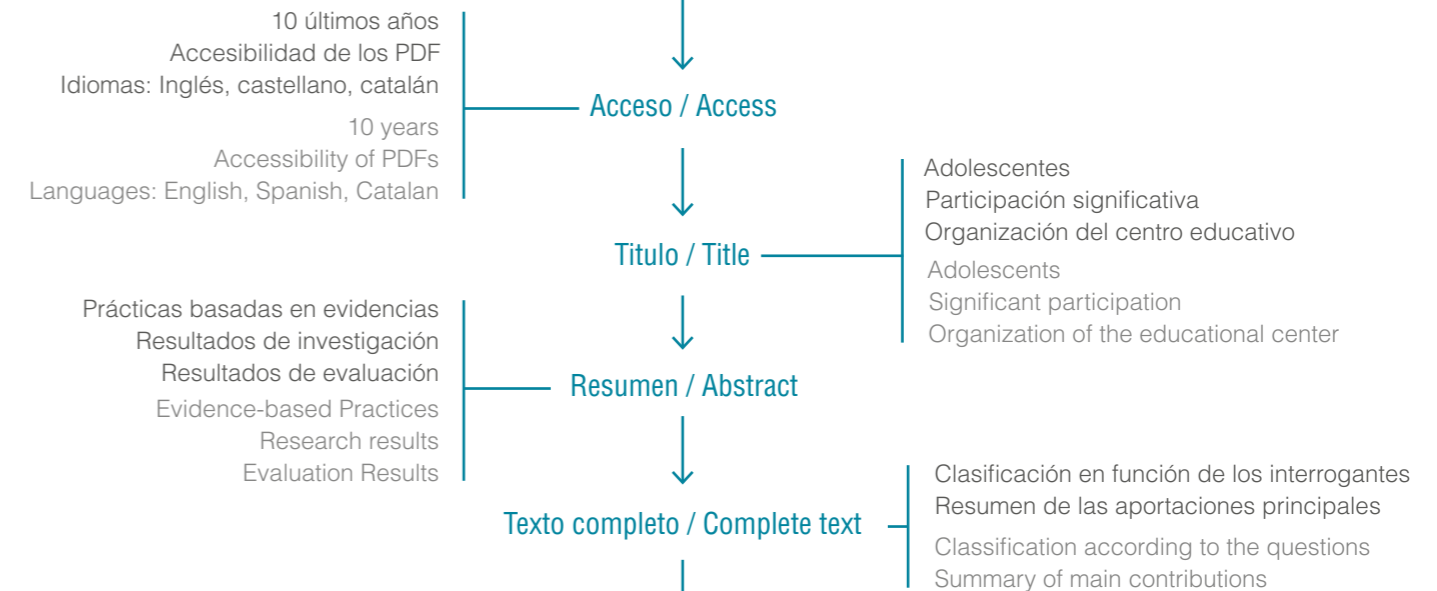 10 últimos años
Accesibilidad de los PDF
Idiomas: Inglés, castellano, catalán
10 years
Accessibility of PDFs
Languages: English, Spanish, Catalan
Acceso / Access
Adolescentes
Participación significativa
Organización del centro educativo
Adolescents
Significant participation
Organization of the educational center
Titulo / Title
Prácticas basadas en evidencias
Resultados de investigación
Resultados de evaluación
Evidence-based Practices
Research results
Evaluation Results
Resumen / Abstract
Clasificación en función de los interrogantes
Resumen de las aportaciones principales
Classification according to the questions
Summary of main contributions
Texto completo / Complete text